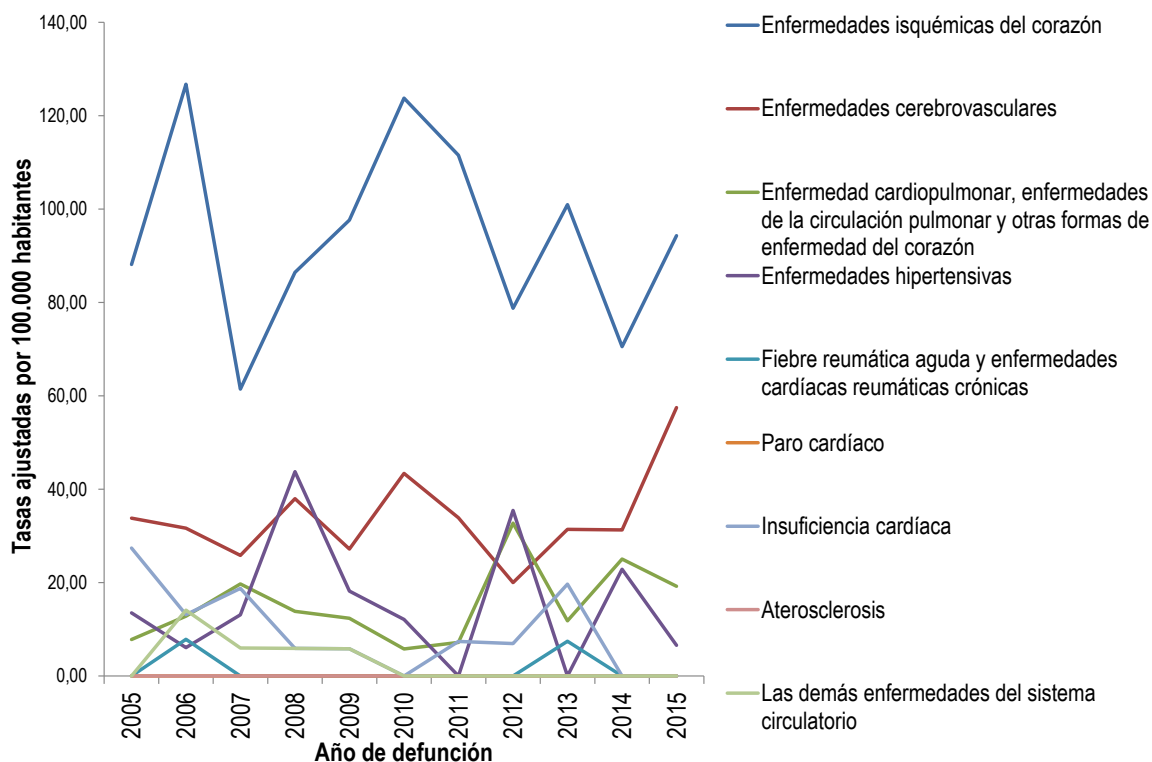 140,00
120,00
100,00
80,00
60,00
40,00
20,00
0,00
Tasas ajustadas por 100.000 habitantes
2005
2006
2007
2008
2009
2010
2011
2012
2013
2014
2015
Año de defunción
Enfermedades isquémicas del corazón
Enfermedades cerebrovasculares
Enfermedad cardiopulmonar, enfermedades
de la circulación pulmonar y otras formas de
enfermedad del corazón
Enfermedades hipertensivas
Fiebre reumática aguda y enfermedades
cardíacas reumáticas crónicas
Paro cardíaco
Insuficiencia cardíaca
Aterosclerosis
Las demás enfermedades del sistema
circulatorio